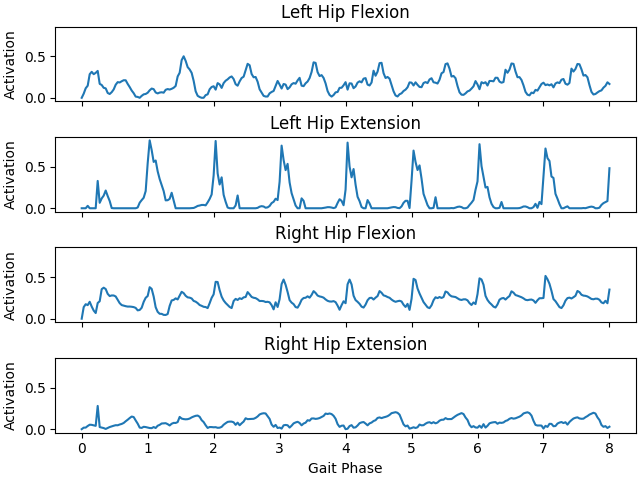 Left Hip Flexion
Activation
0.5
0.0
Left Hip Extension
Activation
0.5
0.0
Right Hip Flexion
Activation
0.5
0.0
Right Hip Extension
Activation
0.5
0.0
0 1 2 3 4 5 6 7 8
Gait Phase